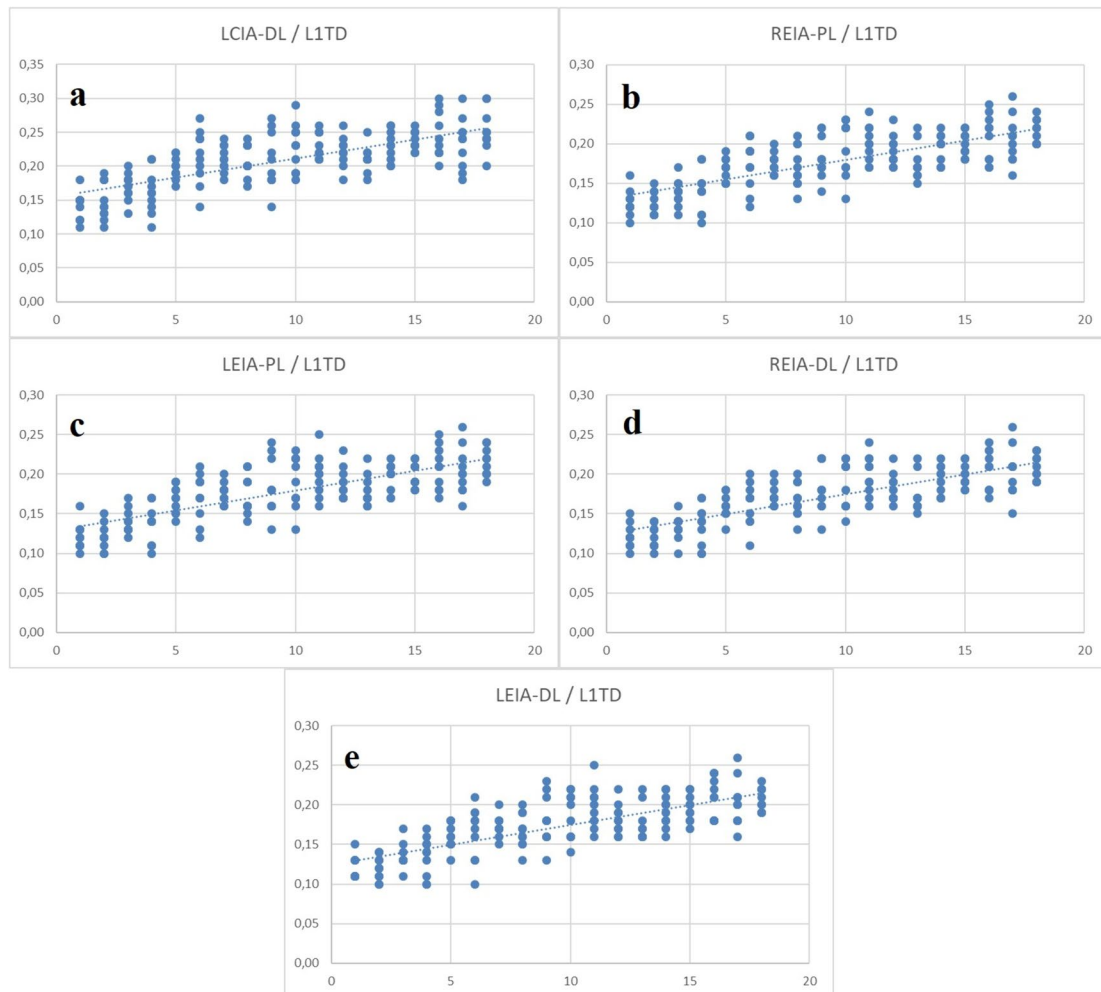 LCIA-DL / L1TD
0,35
0,30
0,25
0,20
0,15
0,10
0,05
0,00
a
0 5 10 15 20
REIA-PL / L1TD
0,30
0,25
0,20
0,15
0,10
0,05
0,00
b
0 5 10 15 20
LEIA-PL / L1TD
0,30
0,25
0,20
0,15
0,10
0,05
0,00
c
0 5 10 15 20
REIA-DL / L1TD
0,30
0,25
0,20
0,15
0,10
0,05
0,00
d
0 5 10 15 20
LEIA-DL / L1TD
0,30
0,25
0,20
0,15
0,10
0,05
0,00
e
0 5 10 15 20